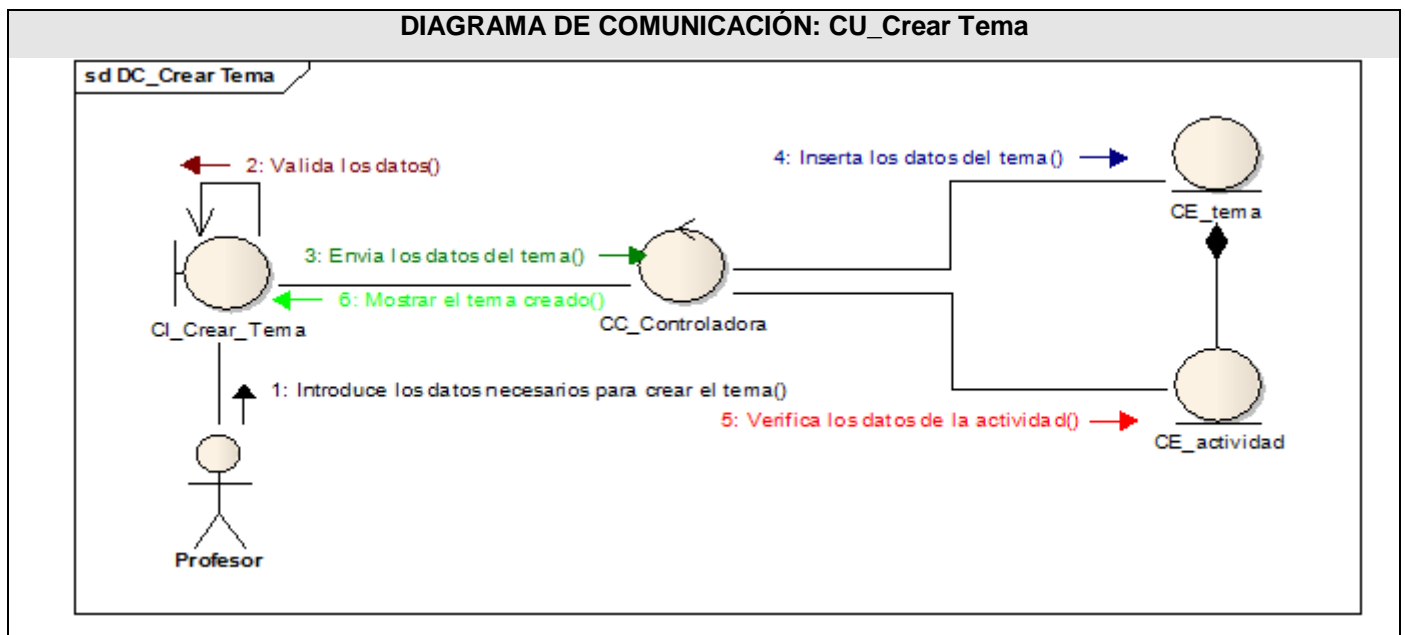 DIAGRAMA DE COMUNICACIÓN: CU_Crear Tema
sd DC_Crear Tema
2: Valida los datos()
4: Inserta los datos del tema()
CE_tema
3: Envia los datos del tema()
6: Mostrar el tema creado()
CI_Crear_Tema
CC_Controladora
1: Introduce los datos necesarios para crear el tema()
5: Verifica los datos de la actividad()
CE_actividad
Profesor